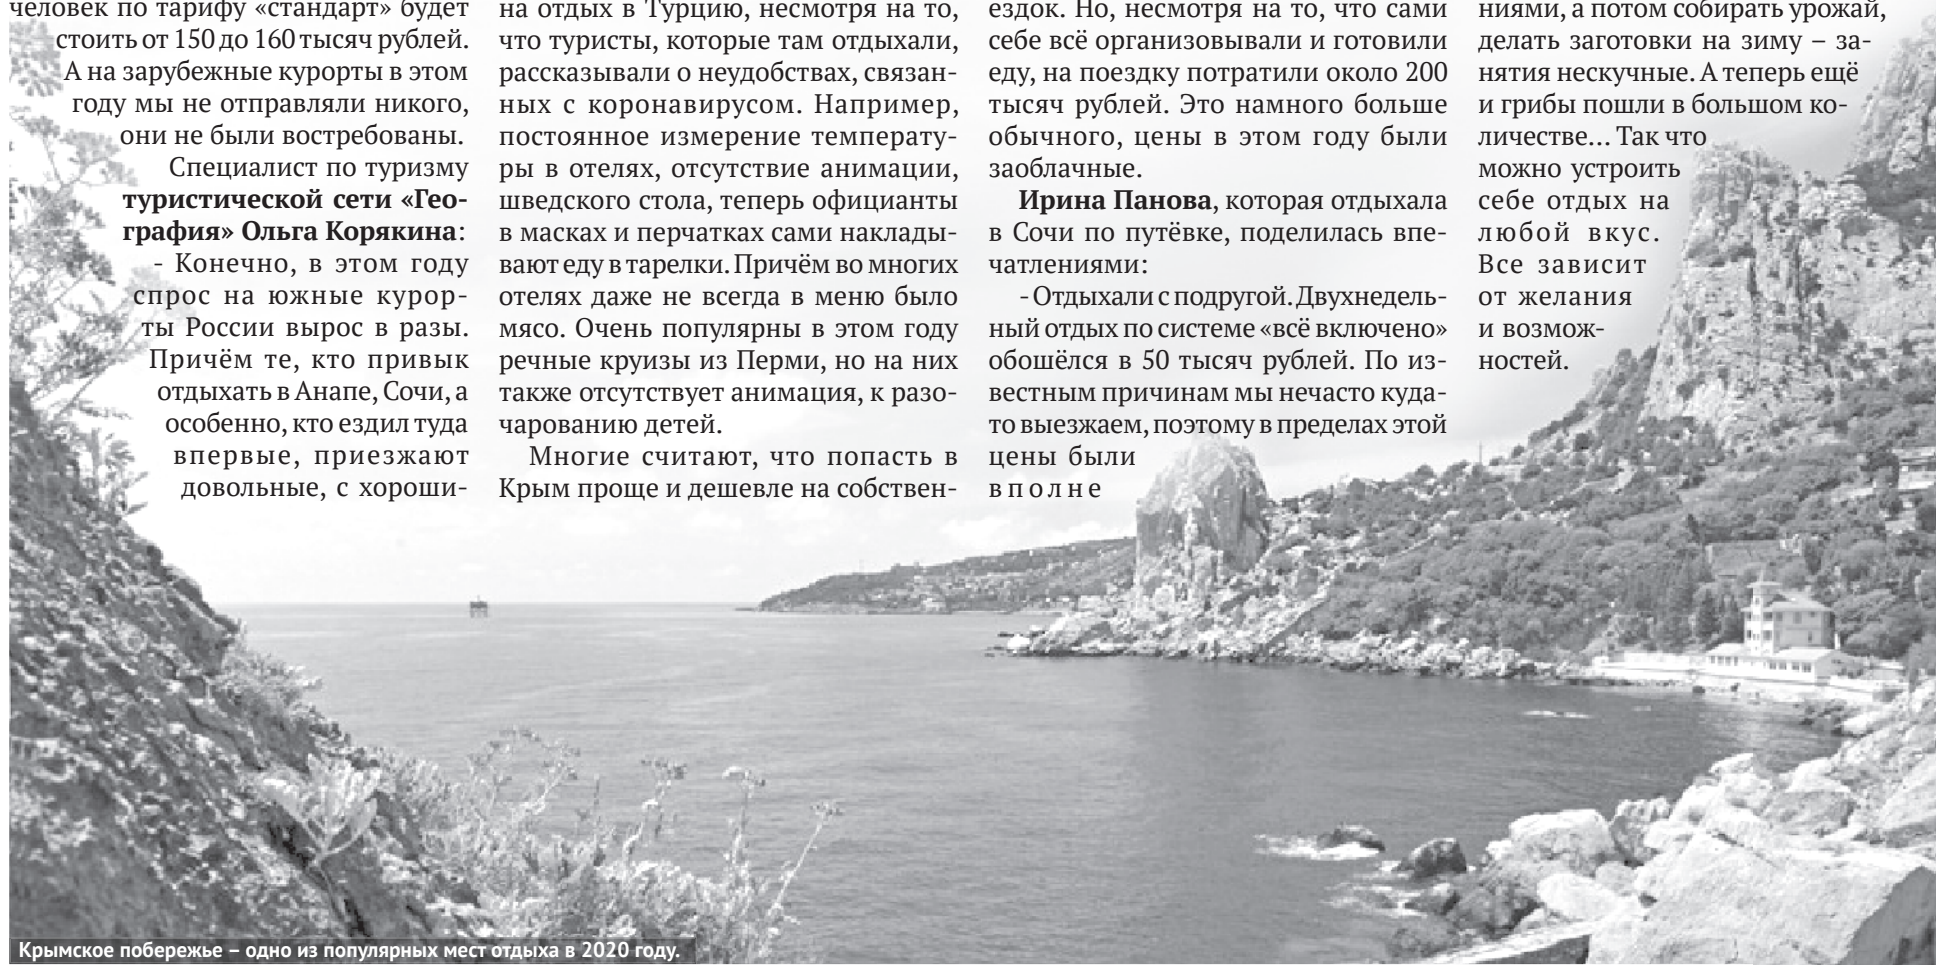 человек по тарифу «стандарт» будет
стоить от 150 до 160 тысяч рублей.
А на зарубежные курорты в этом
году мы не отправляли никого,
они не были востребованы.
Специалист по туризму
туристической сети «Гео-
графия» Ольга Корякина:
- Конечно, в этом году
спрос на южные курор-
ты России вырос в разы.
Причём те, кто привык
отдыхать в Анапе, Сочи, а
особенно, кто ездил туда
впервые, приезжают
довольные, с хороши-
на отдых в Турцию, несмотря на то,
что туристы, которые там отдыхали,
рассказывали о неудобствах, связан-
ных с коронавирусом. Например,
постоянное измерение температу-
ры в отелях, отсутствие анимации,
шведского стола, теперь официанты
в масках и перчатках сами наклады-
вают еду в тарелки. Причём во многих
отелях даже не всегда в меню было
мясо. Очень популярны в этом году
речные круизы из Перми, но на них
также отсутствует анимация, к разо-
чарованию детей.
Многие считают, что попасть в
Крым проще и дешевле на собствен-
ездок. Но, несмотря на то, что сами
себе всё организовывали и готовили
еду, на поездку потратили около 200
тысяч рублей. Это намного больше
обычного, цены в этом году были
заоблачные.
Ирина Панова, которая отдыхала
в Сочи по путёвке, поделилась впе-
чатлениями:
- Отдыхали с подругой. Двухнедель-
ный отдых по системе «всё включено»
обошёлся в 50 тысяч рублей. По из-
вестным причинам мы нечасто куда-
то выезжаем, поэтому в пределах этой
цены были
вполне
ниями, а потом собирать урожай,
делать заготовки на зиму – за-
нятия нескучные. А теперь ещё
и грибы пошли в большом ко-
личестве... Так что
можно устроить
себе отдых на
любой вкус.
Все зависит
от желания
и возмож-
ностей.
Крымское побережье – одно из популярных мест отдыха в 2020 году.